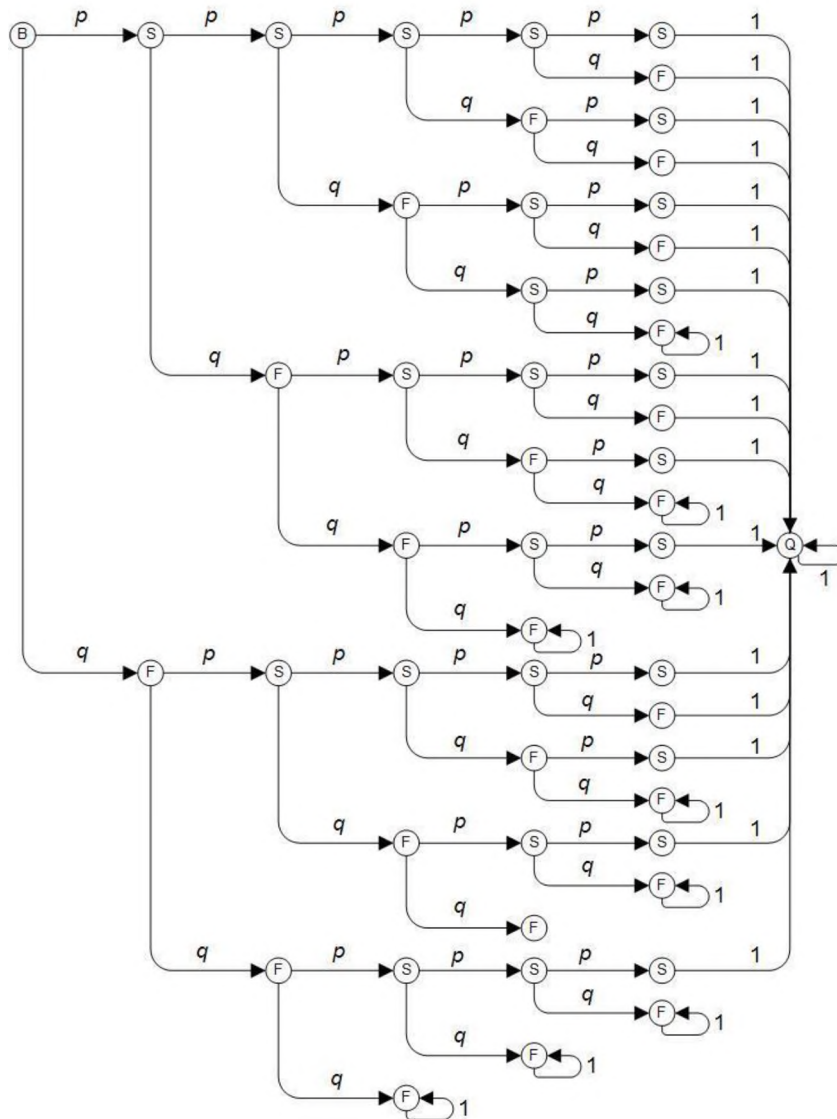 p p p p p 1
B S S S S S
q 1
F
q p 1
F S
q 1
F
q p p 1
F S S
q 1
F
q p 1
S S
q
F 1
q p p p 1
F S S S
q 1
F
q p 1
F S
q
F 1
q p p 1
F S S Q
q 1
F 1
q
F 1
q p p p p 1
F S S S S
q 1
F
q p 1
F S
q
F 1
q p p 1
F S S
q
F 1
q
F
q p p p 1
F S S S
q
F 1
q
F 1
q
F 1